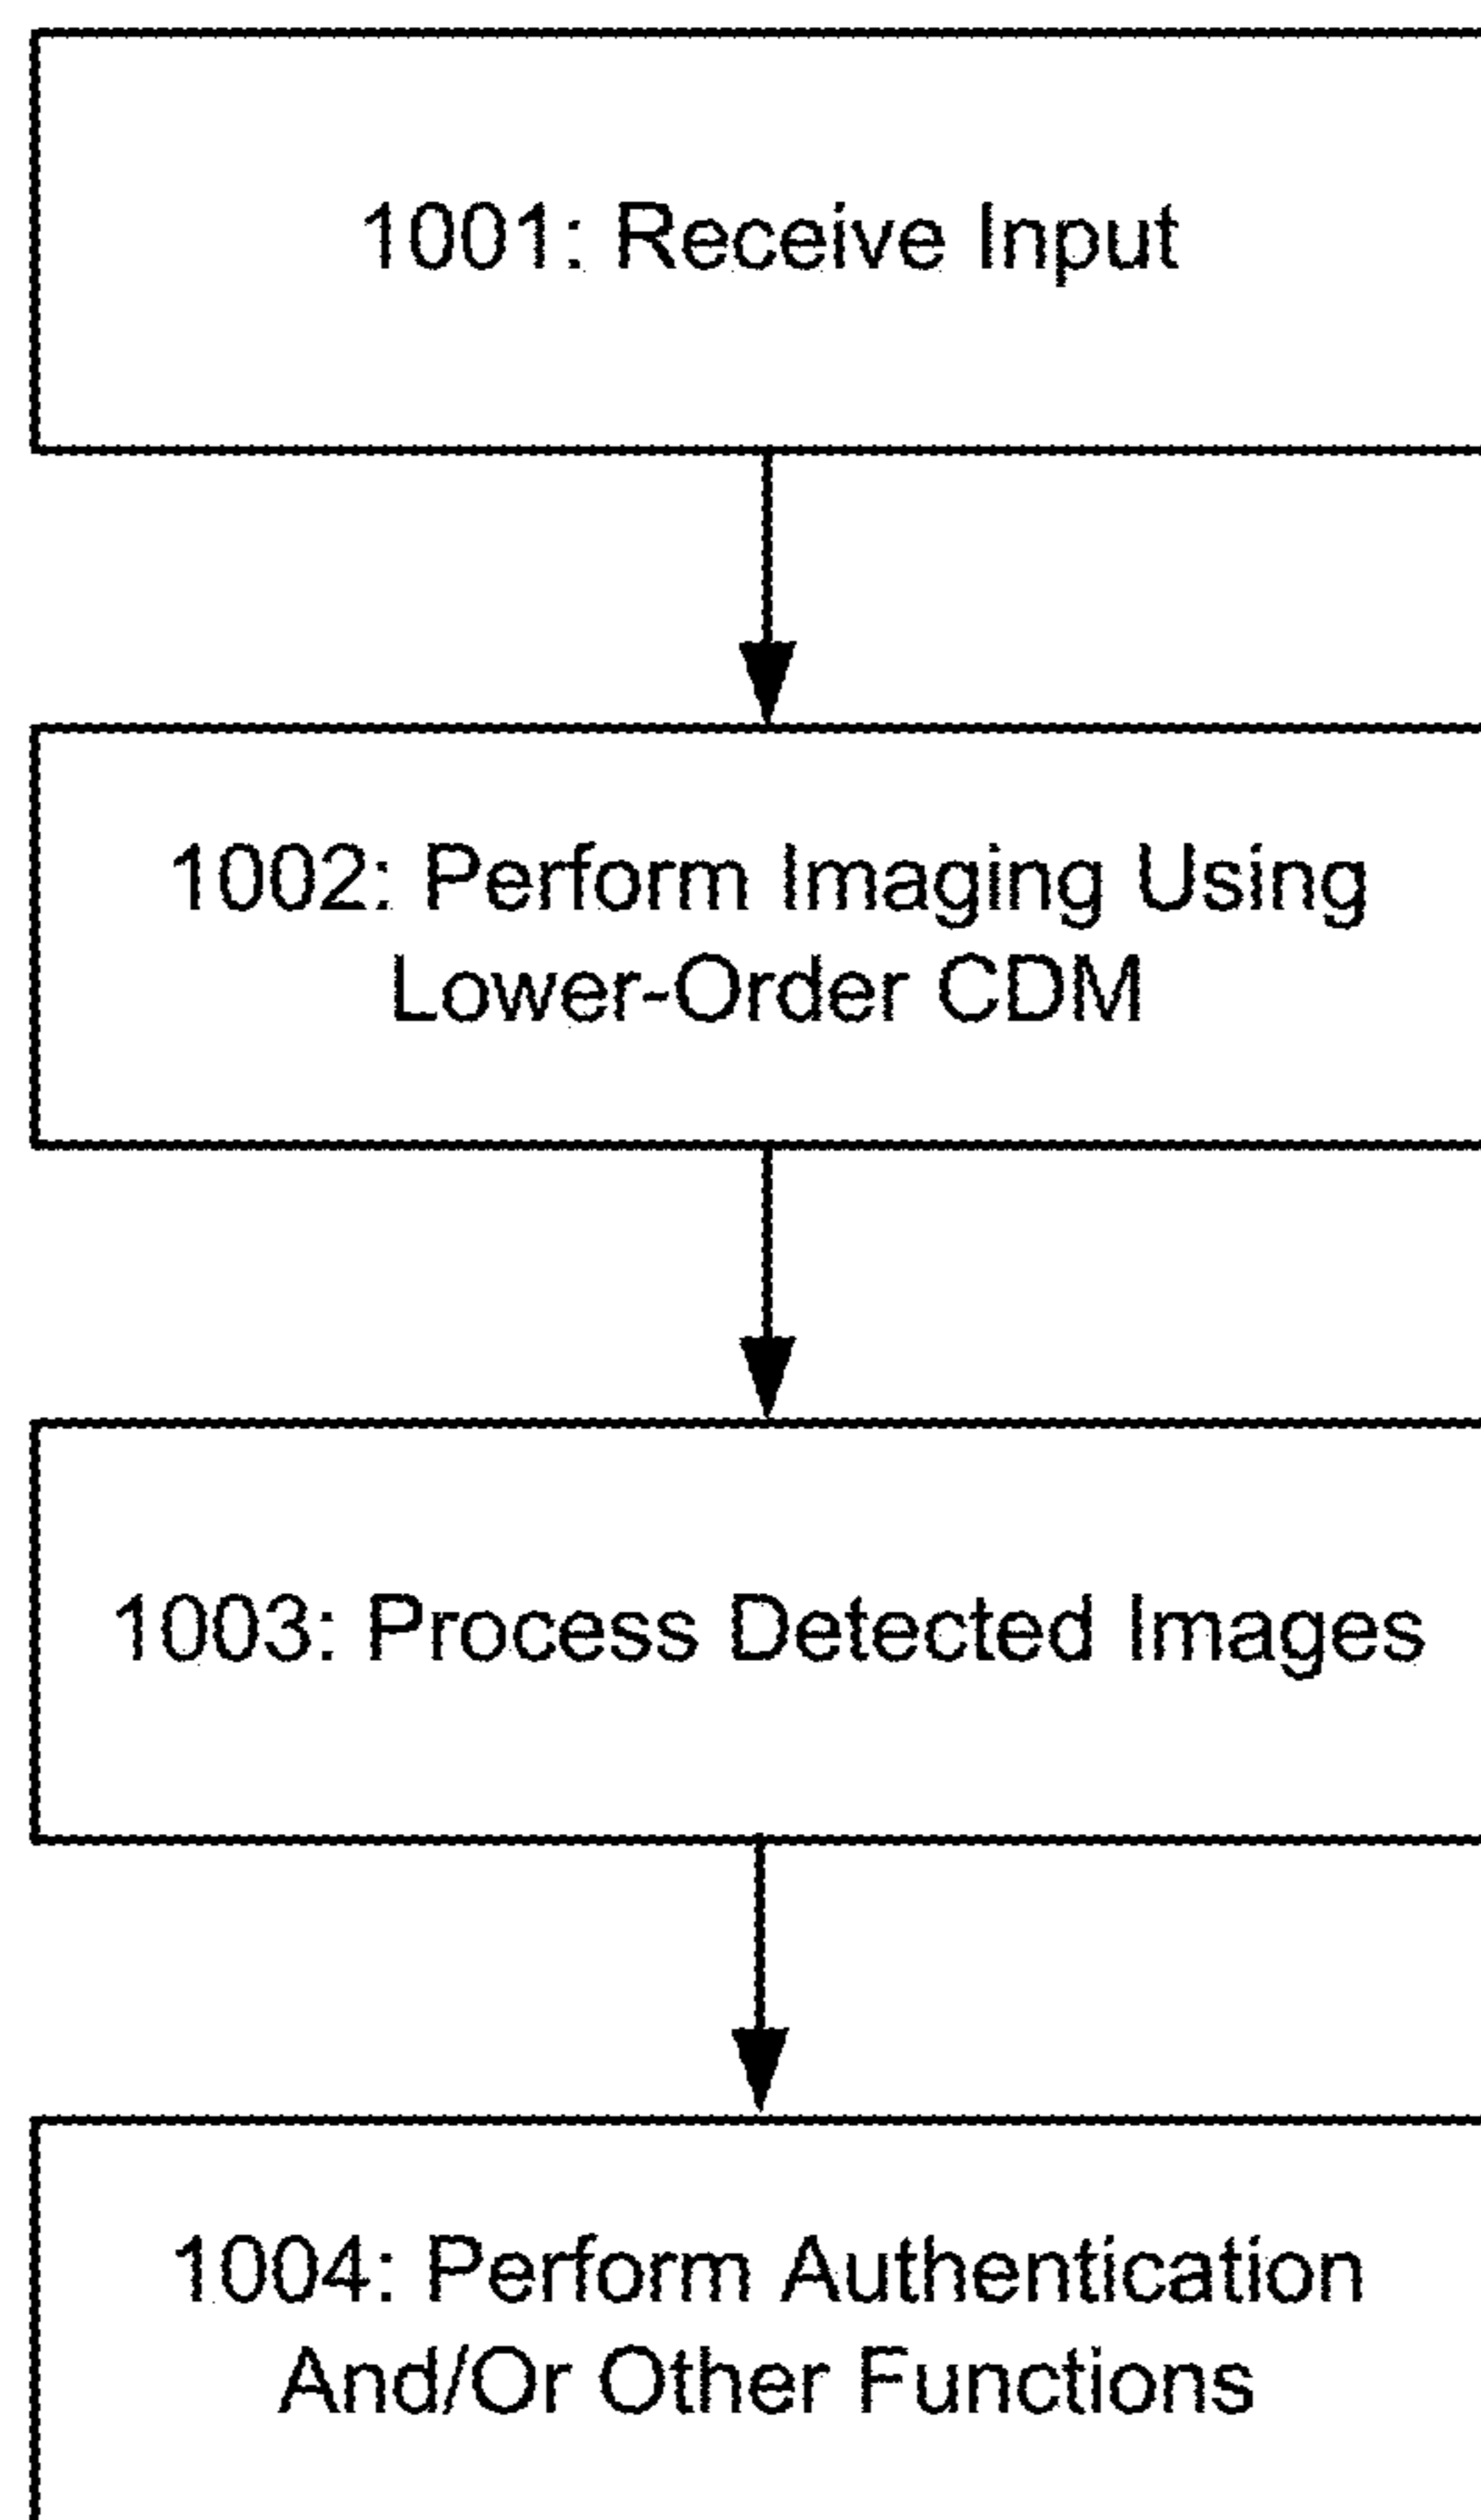 1001: Receive Input
1002: Perform Imaging Using
Lower-Order CDM
1003: Process Detected Images
1004: Perform Authentication
And/Or Other Functions